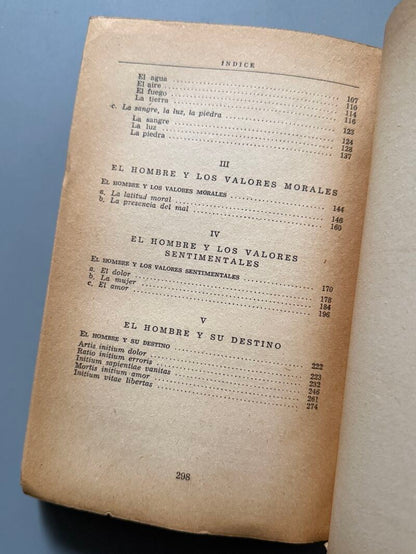 INDICE
El agua . . . . . . . . . . 107
El aire . . . . . . . . . . 110
El fuego . . . . . . . . . . 114
La tierra . . . . . . . . . . 116
c. La sangre, la luz, la piedra . . . . . . . . . . 123
La sangre . . . . . . . . . . 124
La luz . . . . . . . . . . 128
La piedra . . . . . . . . . . 137
III
EL HOMBRE Y LOS VALORES MORALES
EL HOMBRE Y LOS VALORES MORALES . . . . . . . . . . 144
a. La latitud moral . . . . . . . . . . 146
b. La presencia del mal . . . . . . . . . . 160
IV
EL HOMBRE Y LOS VALORES
SENTIMENTALES
EL HOMBRE Y LOS VALORES SENTIMENTALES . . . . . . . . . . 170
a. El dolor . . . . . . . . . . 178
b. La mujer . . . . . . . . . . 184
c. El amor . . . . . . . . . . 196
V
EL HOMBRE Y SU DESTINO
EL HOMBRE Y SU DESTINO . . . . . . . . . . 222
Artis initium dolor . . . . . . . . . . 223
Ratio initium erroris . . . . . . . . . . 232
Initium sapientiae vanitas . . . . . . . . . . 246
Mortis initium amor . . . . . . . . . . 261
Initium vitae libertas . . . . . . . . . . 274
298